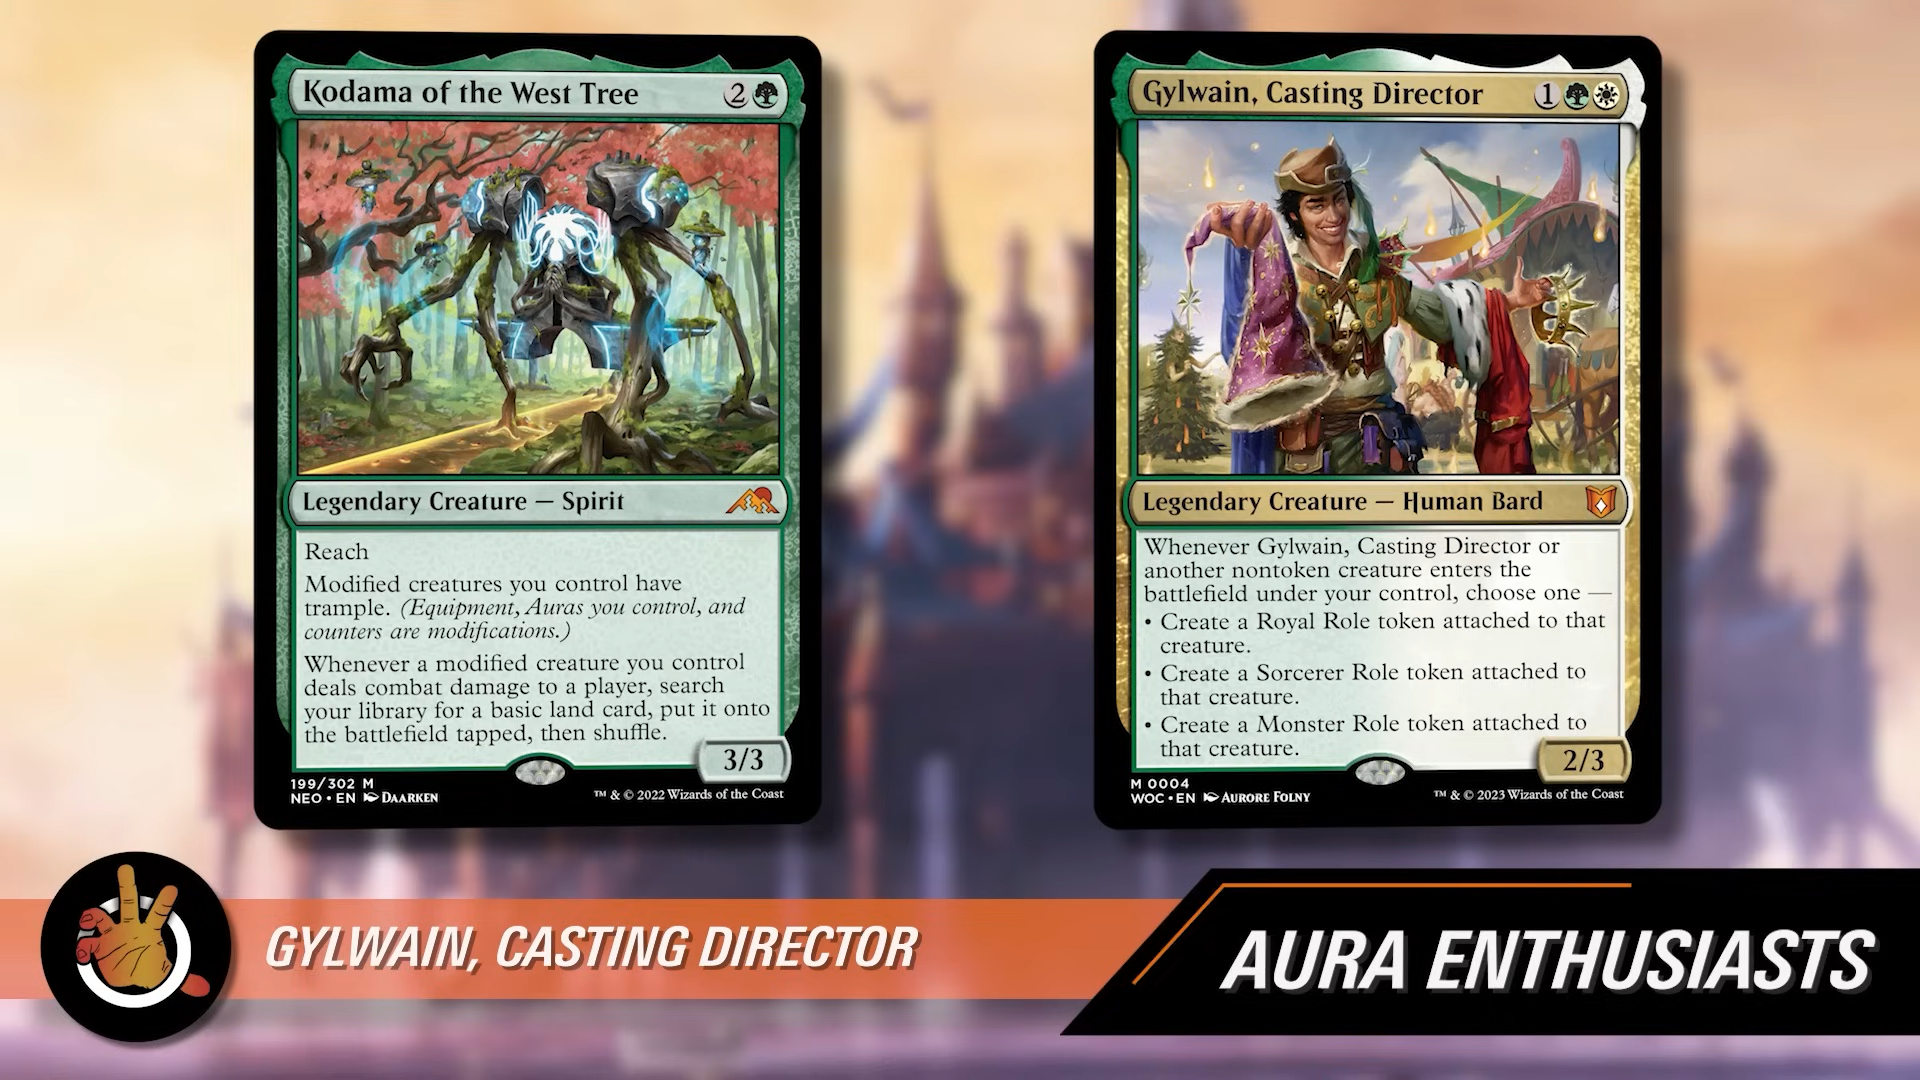 Kodama of the West Tree 2
Legendary Creature — Spirit
Reach
Modified creatures you control have
trample. (Equipment, Auras you control, and
counters are modifications.)
Whenever a modified creature you control
deals combat damage to a player, search
your library for a basic land card, put it onto
the battlefield tapped, then shuffle.
3/3
199/302 M
NEO • EN DAARKEN
™ & © 2022 Wizards of the Coast
Gylwain, Casting Director 1
Legendary Creature — Human Bard
Whenever Gylwain, Casting Director or
another nontoken creature enters the
battlefield under your control, choose one —
• Create a Royal Role token attached to that
creature.
• Create a Sorcerer Role token attached to
that creature.
• Create a Monster Role token attached to
that creature.
2/3
M 0004
WOC • EN AURORE FOLNY
™ & © 2023 Wizards of the Coast
GYLWAIN, CASTING DIRECTOR
AURA ENTHUSIASTS